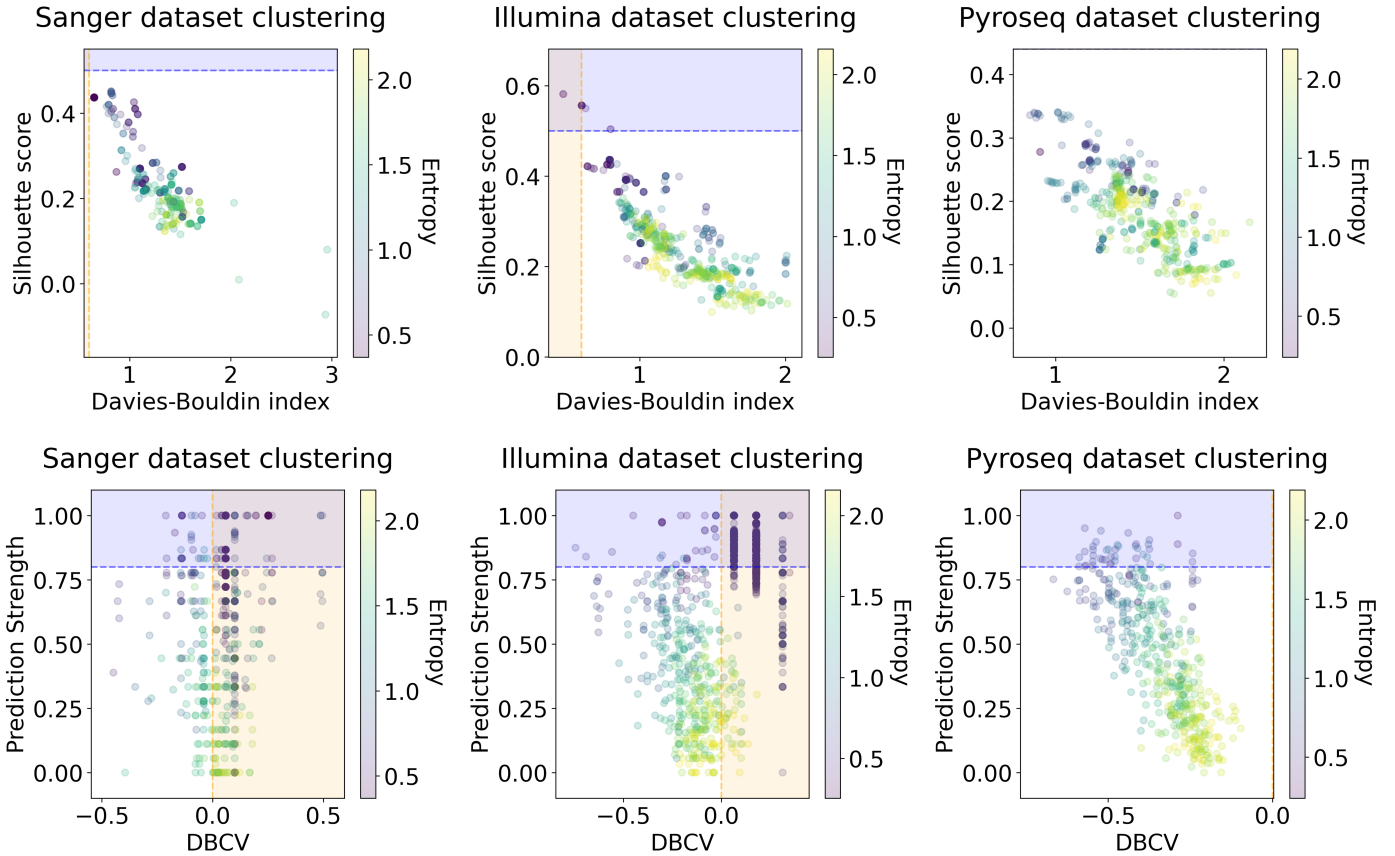 Sanger dataset clustering
Illumina dataset clustering
Pyroseq dataset clustering
Silhouette score
0.4
0.2
0.0
1
2
3
Davies-Bouldin index
2.0
1.5
1.0
0.5
Entropy
Silhouette score
0.6
0.4
0.2
0.0
1
2
Davies-Bouldin index
2.0
1.5
1.0
0.5
Entropy
Silhouette score
0.4
0.3
0.2
0.1
0.0
1
2
Davies-Bouldin index
2.0
1.5
1.0
0.5
Entropy
Sanger dataset clustering
Illumina dataset clustering
Pyroseq dataset clustering
Prediction Strength
1.00
0.75
0.50
0.25
0.00
−0.5
0.0
0.5
DBCV
2.0
1.5
1.0
0.5
Entropy
Prediction Strength
1.00
0.75
0.50
0.25
0.00
−0.5
0.0
DBCV
2.0
1.5
1.0
0.5
Entropy
Prediction Strength
1.00
0.75
0.50
0.25
0.00
−0.5
0.0
DBCV
2.0
1.5
1.0
0.5
Entropy